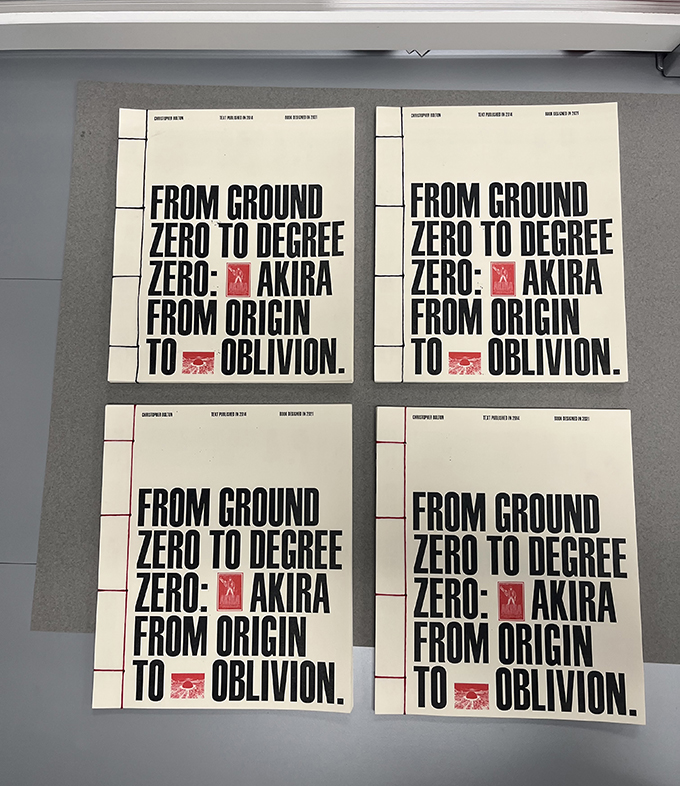 CHRISTOPHER BOLTON TEXT PUBLISHED IN 2014 BOOK DESIGNED IN 2021
FROM GROUND
ZERO TO DEGREE
ZERO: AKIRA
FROM ORIGIN
TO OBLIVION.
CHRISTOPHER BOLTON TEXT PUBLISHED IN 2014 BOOK DESIGNED IN 2021
FROM GROUND
ZERO TO DEGREE
ZERO: AKIRA
FROM ORIGIN
TO OBLIVION.
CHRISTOPHER BOLTON TEXT PUBLISHED IN 2014 BOOK DESIGNED IN 2021
FROM GROUND
ZERO TO DEGREE
ZERO: AKIRA
FROM ORIGIN
TO OBLIVION.
CHRISTOPHER BOLTON TEXT PUBLISHED IN 2014 BOOK DESIGNED IN 2021
FROM GROUND
ZERO TO DEGREE
ZERO: AKIRA
FROM ORIGIN
TO OBLIVION.